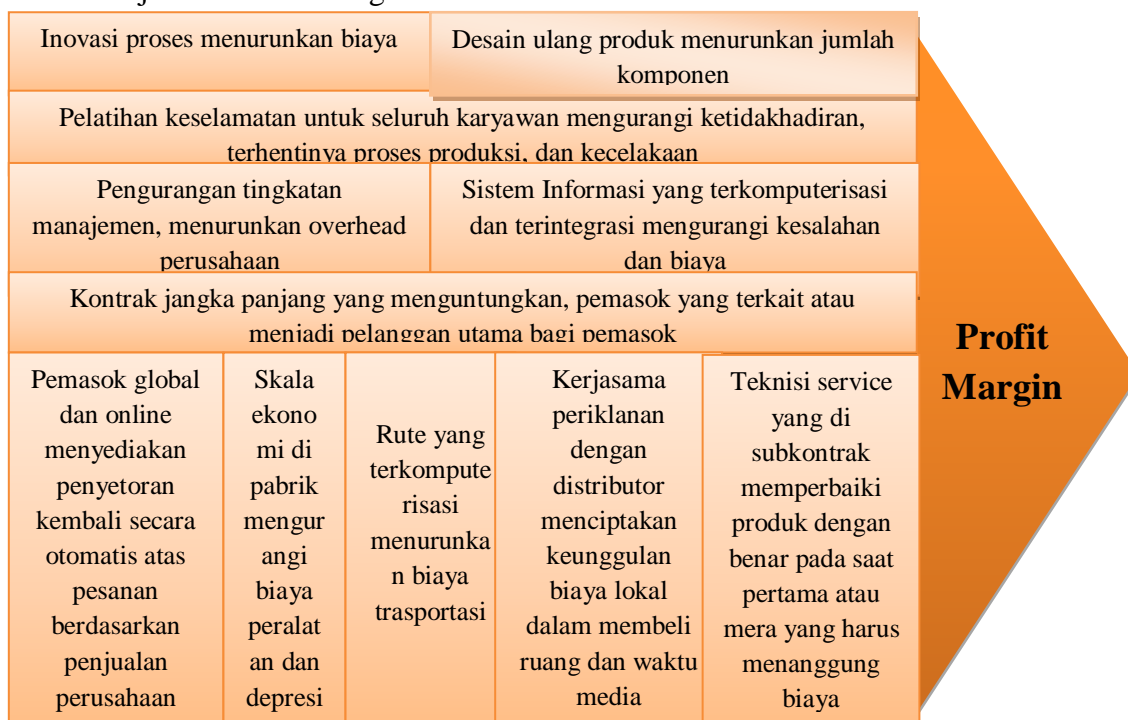 Inovasi proses menurunkan biaya
Desain ulang produk menurunkan jumlah
komponen
Pelatihan keselamatan untuk seluruh karyawan mengurangi ketidakhadiran,
terhentinya proses produksi, dan kecelakaan
Pengurangan tingkatan
manajemen, menurunkan overhead
perusahaan
Sistem Informasi yang terkomputerisasi
dan terintegrasi mengurangi kesalahan
dan biaya
Kontrak jangka panjang yang menguntungkan, pemasok yang terkait atau
menjadi pelanggan utama bagi pemasok
Pemasok global
dan online
menyediakan
penyetoran
kembali secara
otomatis atas
pesanan
berdasarkan
penjualan
perusahaan
Skala
ekono
mi di
pabrik
mengur
angi
biaya
peralat
an dan
depresi
Rute yang
terkompute
risasi
menurunka
n biaya
trasportasi
Kerjasama
periklanan
dengan
distributor
menciptakan
keunggulan
biaya lokal
dalam membeli
ruang dan waktu
media
Teknisi service
yang di
subkontrak
memperbaiki
produk dengan
benar pada saat
pertama atau
mera yang harus
menanggung
biaya
Profit
Margin